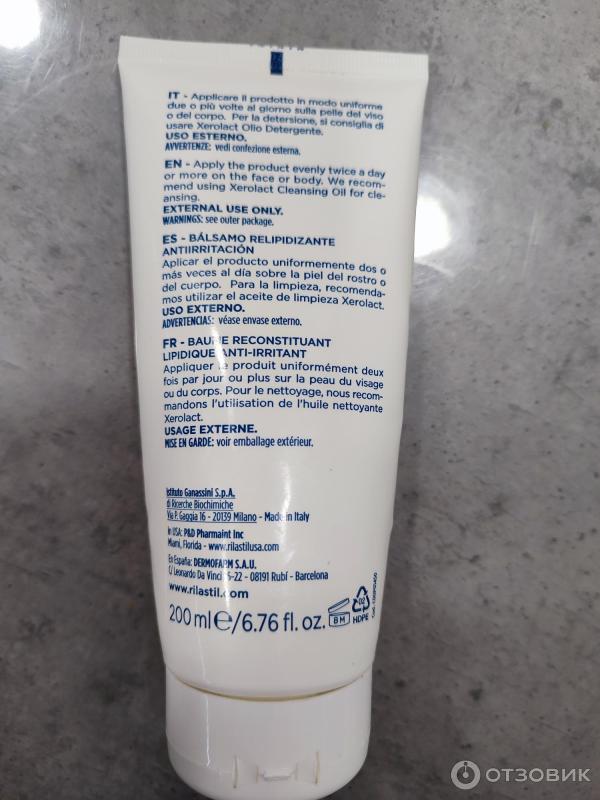 IT - Applicare il prodotto in modo uniforme
due o più volte al giorno sulla pelle del viso
o del corpo. Per la detersione, si consiglia di
usare Xerolact Olio Detergente.
USO ESTERNO.
AVVERTENZE: vedi confezione esterna.
EN - Apply the product evenly twice a day
or more on the face or body. We recom-
mend using Xerolact Cleansing Oil for cle-
ansing.
EXTERNAL USE ONLY.
WARNINGS: see outer package.
ES - BÁLSAMO RELIPIDIZANTE
ANTIIRRITACIÓN
Aplicar el producto uniformemente dos o
más veces al día sobre la piel del rostro o
del cuerpo. Para la limpieza, recomenda-
mos utilizar el aceite de limpieza Xerolact.
USO EXTERNO.
ADVERTENCIAS: véase envase externo.
FR - BAUME RECONSTITUANT
LIPIDIQUE ANTI-IRRITANT
Appliquer le produit uniformément deux
fois par jour ou plus sur la peau du visage
ou du corps. Pour le nettoyage, nous recom-
mandons l'utilisation de l'huile nettoyante
Xerolact.
USAGE EXTERNE.
MISE EN GARDE: voir emballage extérieur.
Istituto Ganassini S.p.A.
di Ricerche Biochimiche
Via P. Gaggia 16 - 20139 Milano - Made in Italy
in USA: P&D Pharmaint Inc
Miami, Florida - www.rilastilusa.com
En España: DERMOFARM S.A.U.
C/ Leonardo Da Vinci 15-22 - 08191 Rubí - Barcelona
www.rilastil.com
200 ml e/6.76 fl. oz.
8 M
02
HDPE
ОТЗОВИК